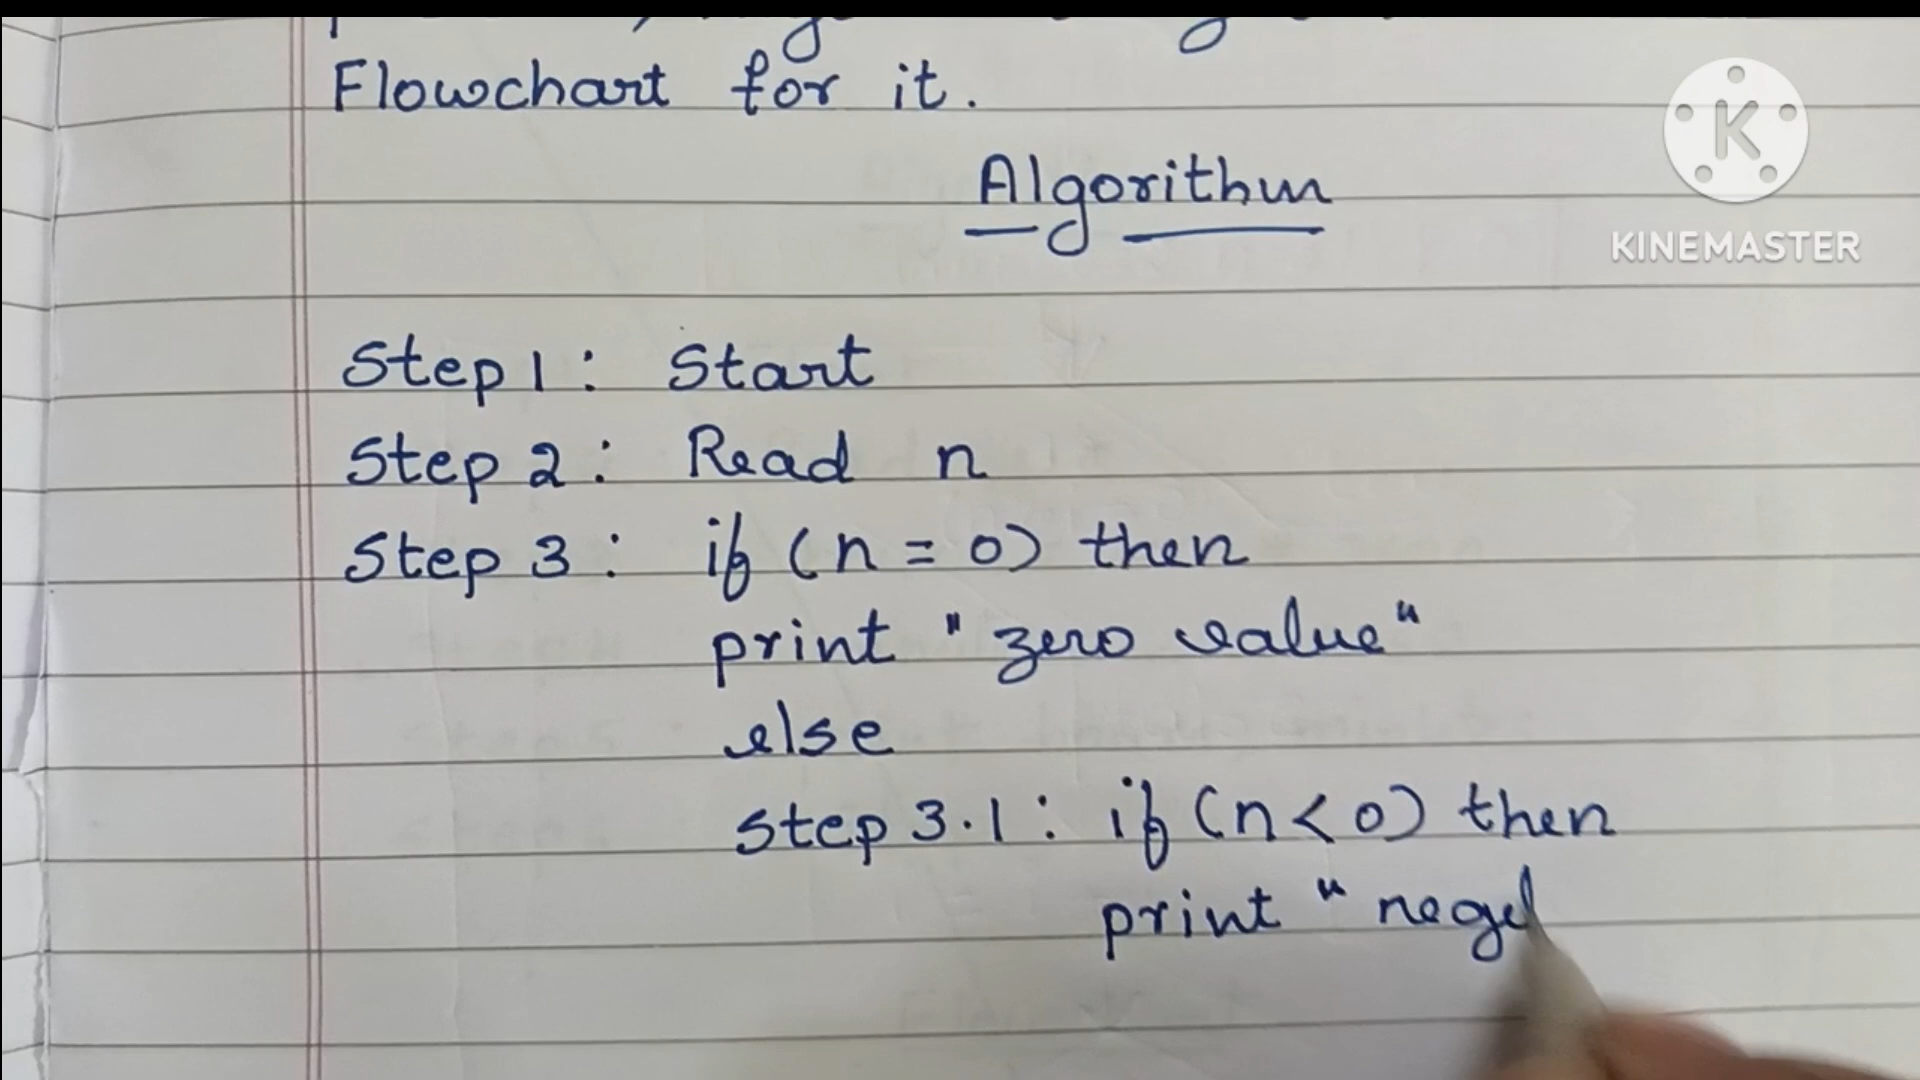 Flowchart for it.
Algorithm
KINEMASTER
Step 1: Start
Step 2: Read n
Step 3: if (n = 0) then
print "zero value"
else
Step 3.1: if (n < 0) then
print "